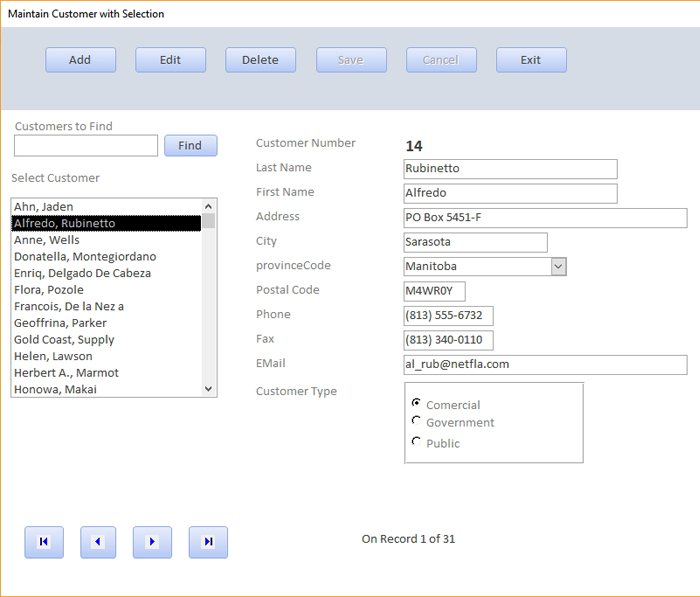 Maintain Customer with Selection
Add Edit Delete Save Cancel Exit
Customers to Find
Find
Select Customer
Ahn, Jaden
Alfredo, Rubinetto
Anne, Wells
Donatella, Montegiordano
Enriq, Delgado De Cabeza
Flora, Pozole
Francois, De la Nez a
Geoffrina, Parker
Gold Coast, Supply
Helen, Lawson
Herbert A., Marmot
Honowa, Makai
Customer Number 14
Last Name Rubinetto
First Name Alfredo
Address PO Box 5451-F
City Sarasota
provinceCode Manitoba
Postal Code M4WR0Y
Phone (813) 555-6732
Fax (813) 340-0110
EMail al_rub@netfla.com
Customer Type
Comercial
Government
Public
On Record 1 of 31